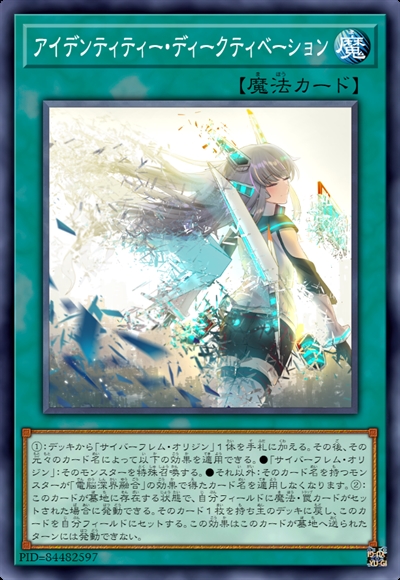 アイデンティティー・ディークティベーション
魔
【魔法カード】
①:デッキから「サイバーフレム・オリジン」1体を手札に加える。その後、その
元々のカード名によって以下の効果を適用できる。●「サイバーフレム・オリ
ジン」:そのモンスターを特殊召喚する。●それ以外:そのカード名を持つモン
スターが「電脳深界融合」の効果で得たカード名を適用しなくなります。②:
このカードが墓地に存在する状態で、自分フィールドに魔法・罠カードがセッ
トされた場合に発動できる。そのカード1枚を持ち主のデッキに戻し、このカ
ードを自分フィールドにセットする。この効果はこのカードが墓地へ送られた
ターンには発動できない。
PID=84482597